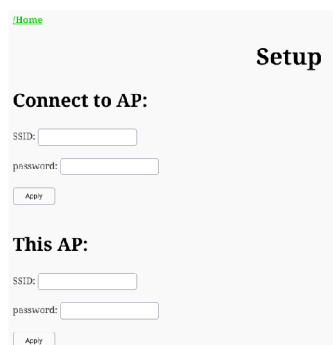 /Home
Setup
Connect to AP:
SSID:
password:
Apply
This AP:
SSID:
password:
Apply